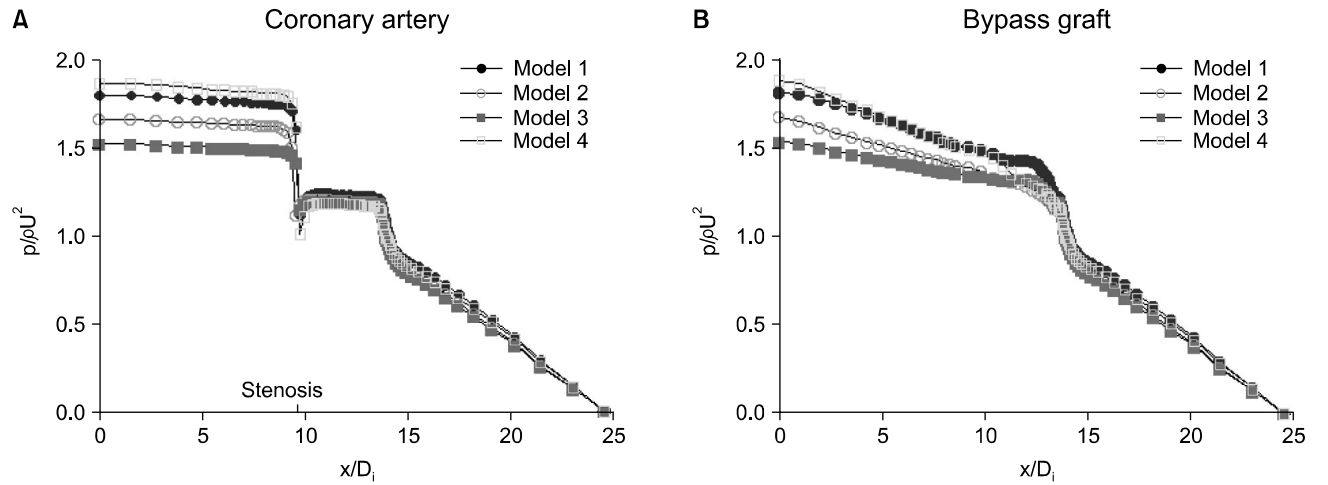 A
Coronary artery
2.0
1.5
1.0
0.5
0.0
p/ρU²
Model 1
Model 2
Model 3
Model 4
Stenosis
0 5 10 15 20 25
x/Dᵢ
B
Bypass graft
2.0
1.5
1.0
0.5
0.0
p/ρU²
Model 1
Model 2
Model 3
Model 4
0 5 10 15 20 25
x/Dᵢ